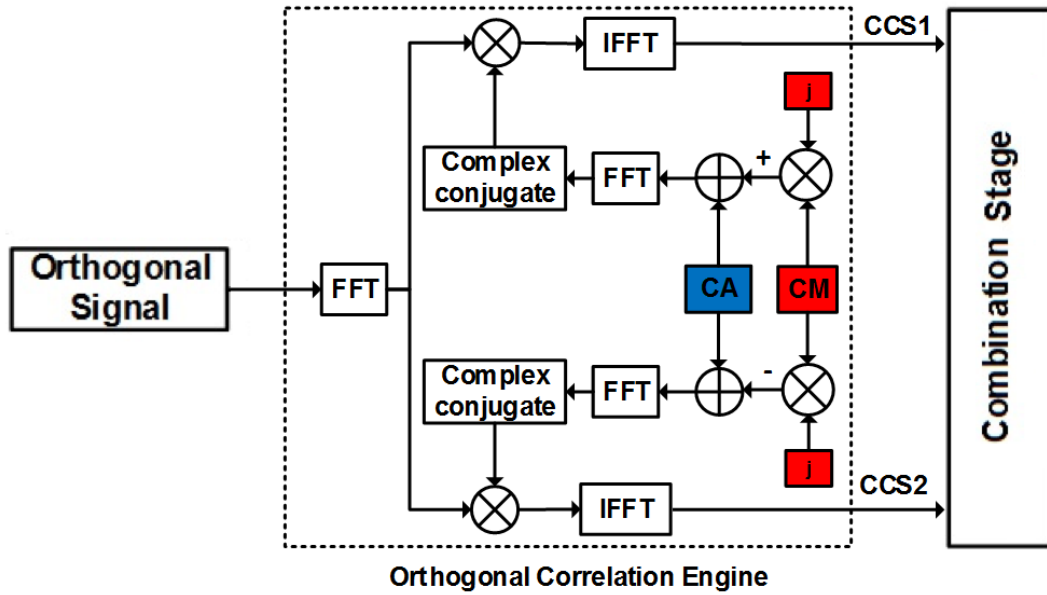 CCS1
IFFT
j
+
Complex
conjugate
FFT
Orthogonal
Signal
FFT
CA
CM
Combination Stage
Complex
conjugate
FFT
-
j
IFFT
CCS2
Orthogonal Correlation Engine